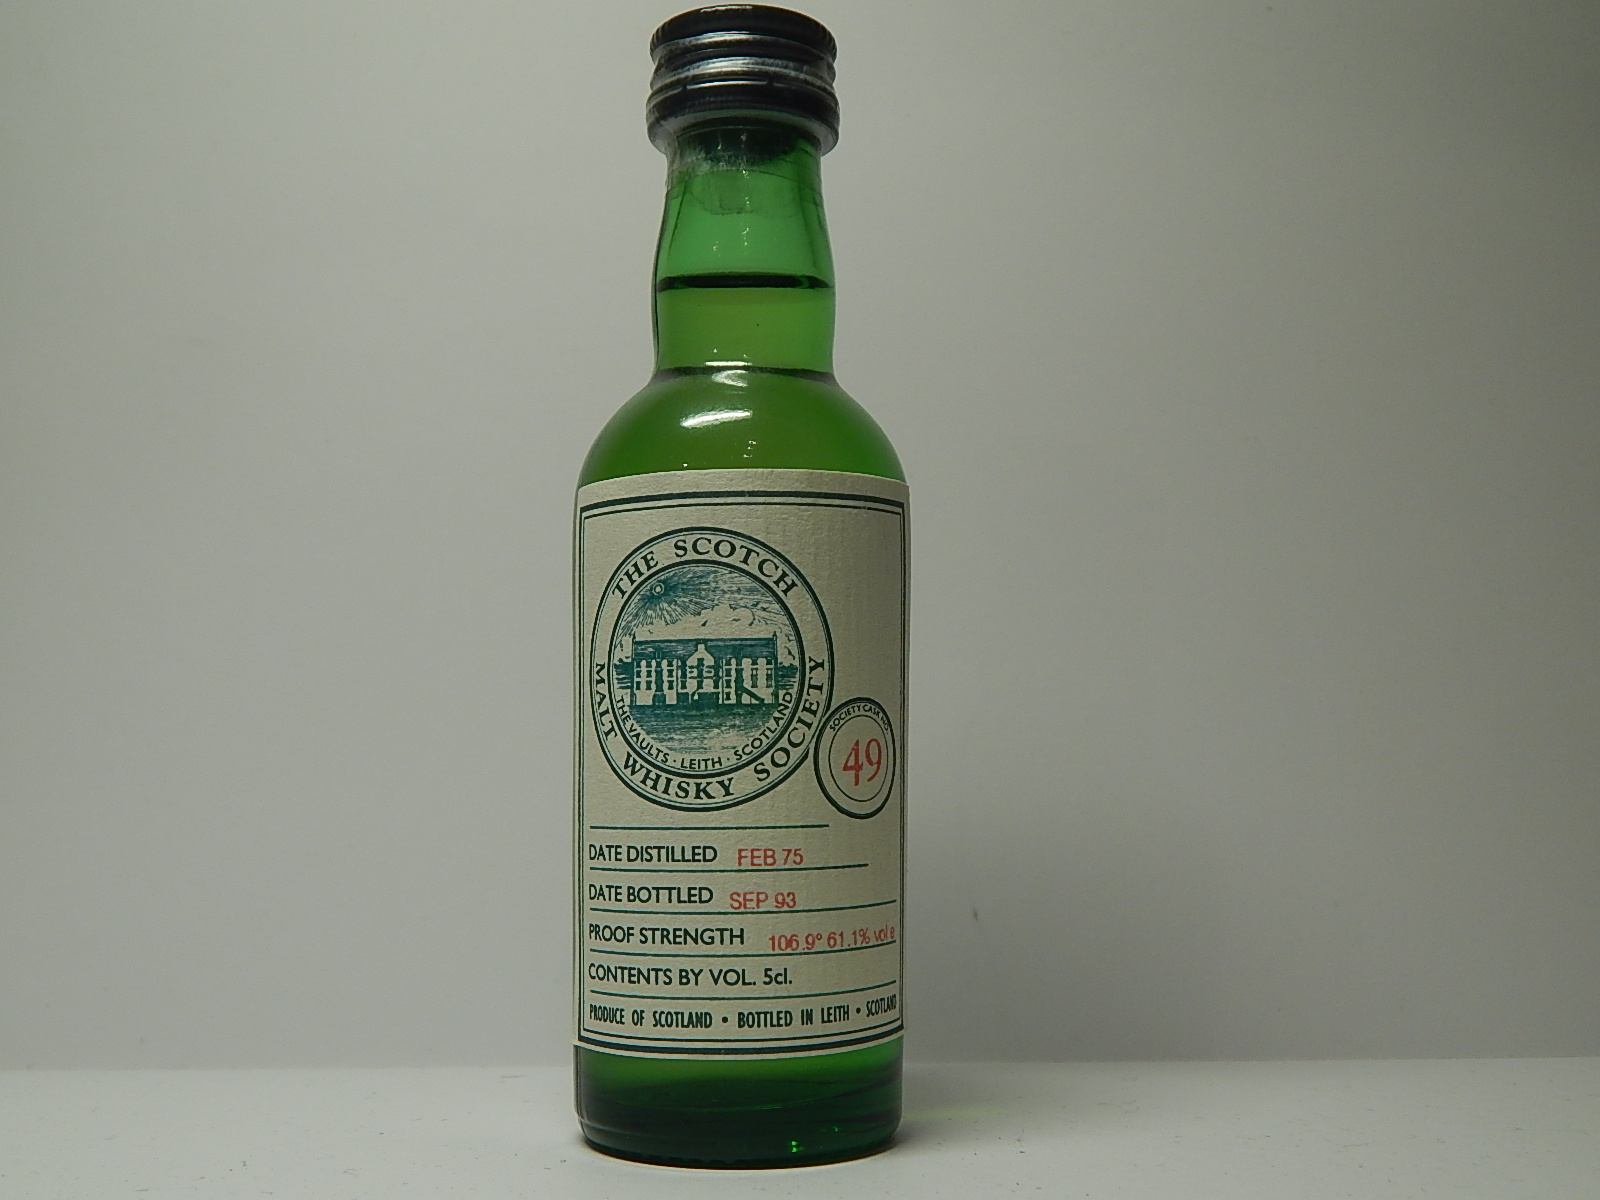 THE SCOTCH
MALT WHISKY SOCIETY
THE VAULTS · LEITH · SCOTLAND
SOCIETY CASK NO.
49
DATE DISTILLED FEB 75
DATE BOTTLED SEP 93
PROOF STRENGTH 106.9° 61.1% vol e
CONTENTS BY VOL. 5cl.
PRODUCE OF SCOTLAND • BOTTLED IN LEITH • SCOTLAND